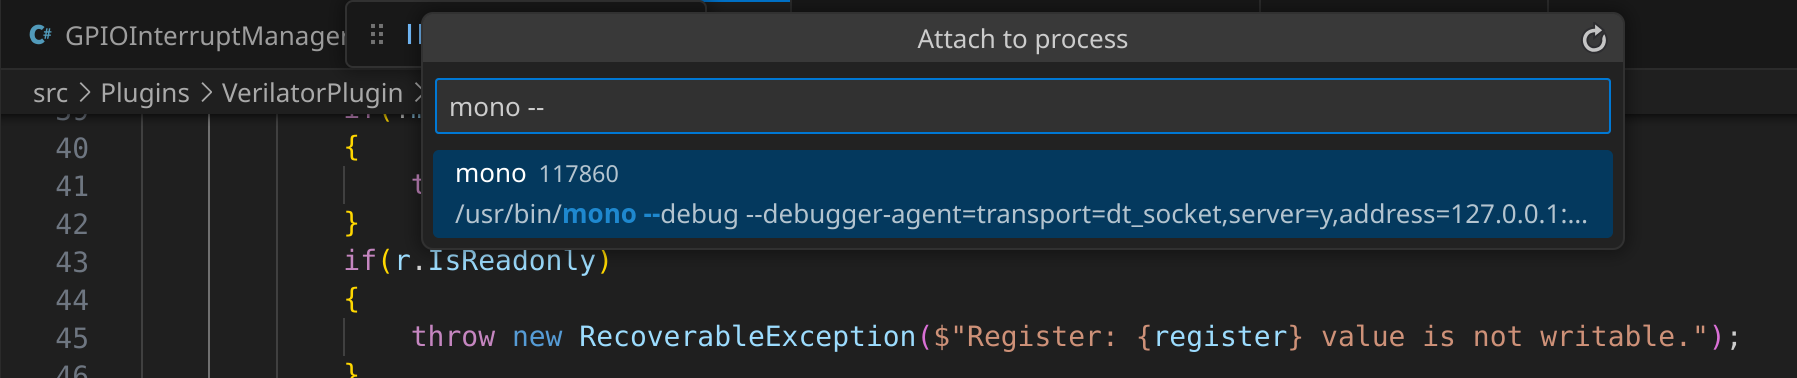 C# GPIOInterruptManager
Attach to process
src > Plugins > VerilatorPlugin >
mono --
mono 117860
/usr/bin/mono --debug --debugger-agent=transport=dt_socket,server=y,address=127.0.0.1:...
39 if(
40 {
41 t
42 }
43 if(r.IsReadonly)
44 {
45 throw new RecoverableException($"Register: {register} value is not writable.");
46 }